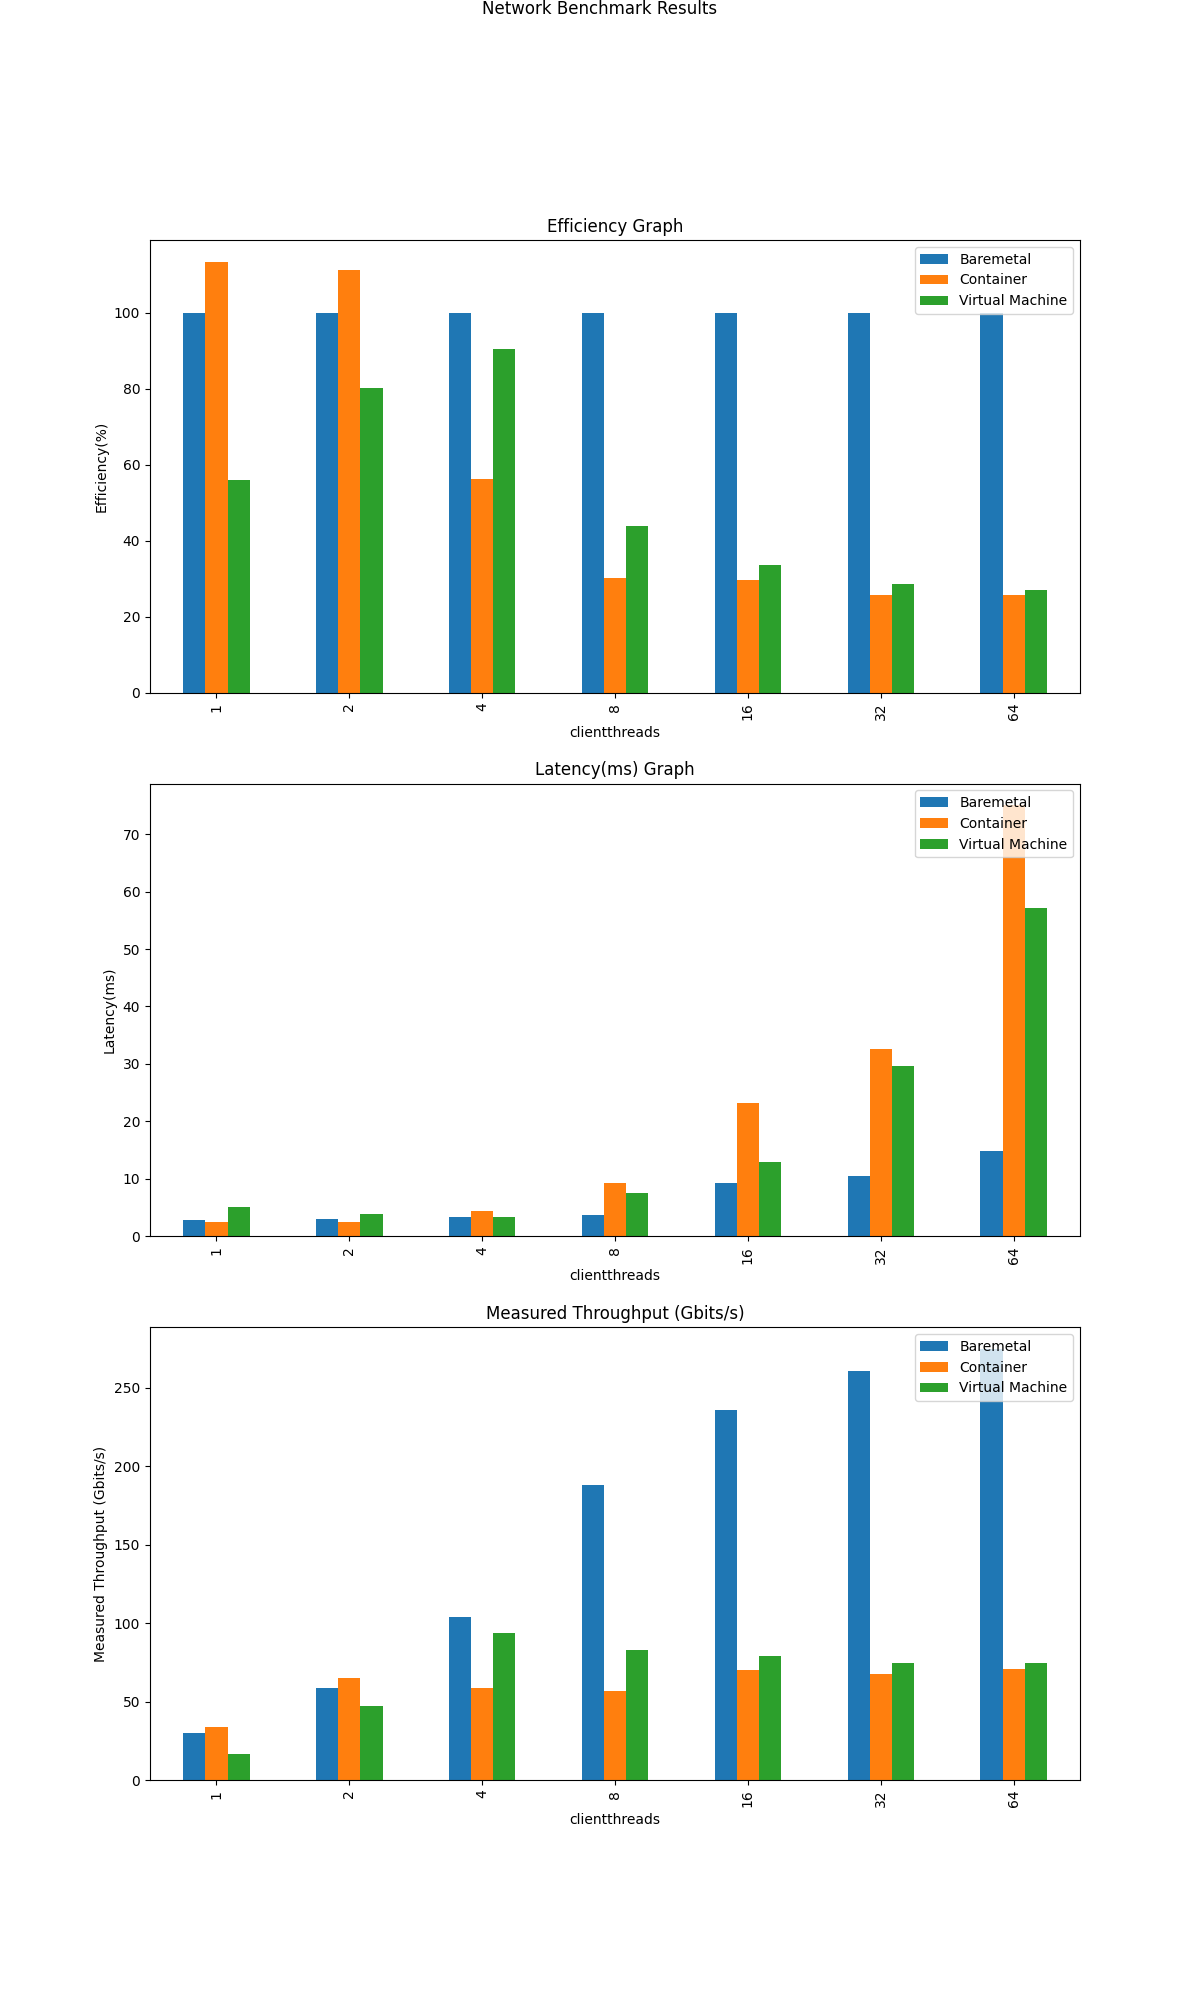 Network Benchmark Results
Efficiency Graph
Baremetal
Container
Virtual Machine
100
80
60
40
20
0
Efficiency(%)
1
2
4
8
16
32
64
clientthreads
Latency(ms) Graph
Baremetal
Container
Virtual Machine
70
60
50
40
30
20
10
0
Latency(ms)
1
2
4
8
16
32
64
clientthreads
Measured Throughput (Gbits/s)
Baremetal
Container
Virtual Machine
250
200
150
100
50
0
Measured Throughput (Gbits/s)
1
2
4
8
16
32
64
clientthreads